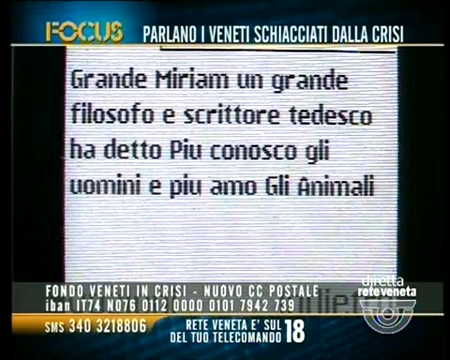 FOCUS
PARLANO I VENETI SCHIACCIATI DALLA CRISI
Grande Miriam un grande
filosofo e scrittore tedesco
ha detto Piu conosco gli
uomini e piu amo Gli Animali
diretta
reteveneta
FONDO VENETI IN CRISI - NUOVO CC POSTALE
iban IT74 N076 0112 0000 0101 7942 739
SMS 340 3218806
RETE VENETA E' SUL
DEL TUO TELECOMANDO 18